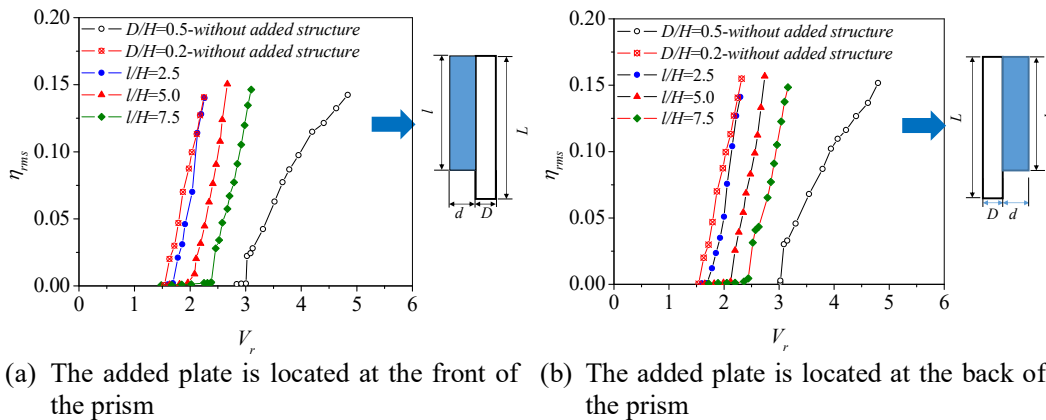 0.20
0.15
0.10
0.05
0.00
η_rms
D/H=0.5-without added structure
D/H=0.2-without added structure
l/H=2.5
l/H=5.0
l/H=7.5
0 1 2 3 4 5 6
V_r
l
L
d D
0.20
0.15
0.10
0.05
0.00
η_rms
D/H=0.5-without added structure
D/H=0.2-without added structure
l/H=2.5
l/H=5.0
l/H=7.5
0 1 2 3 4 5 6
V_r
L
D d
(a) The added plate is located at the front of
the prism
(b) The added plate is located at the back of
the prism